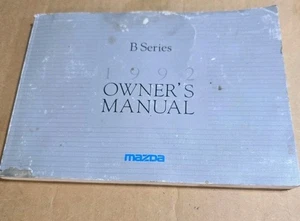 B Series
1992
OWNER'S
MANUAL
mazda